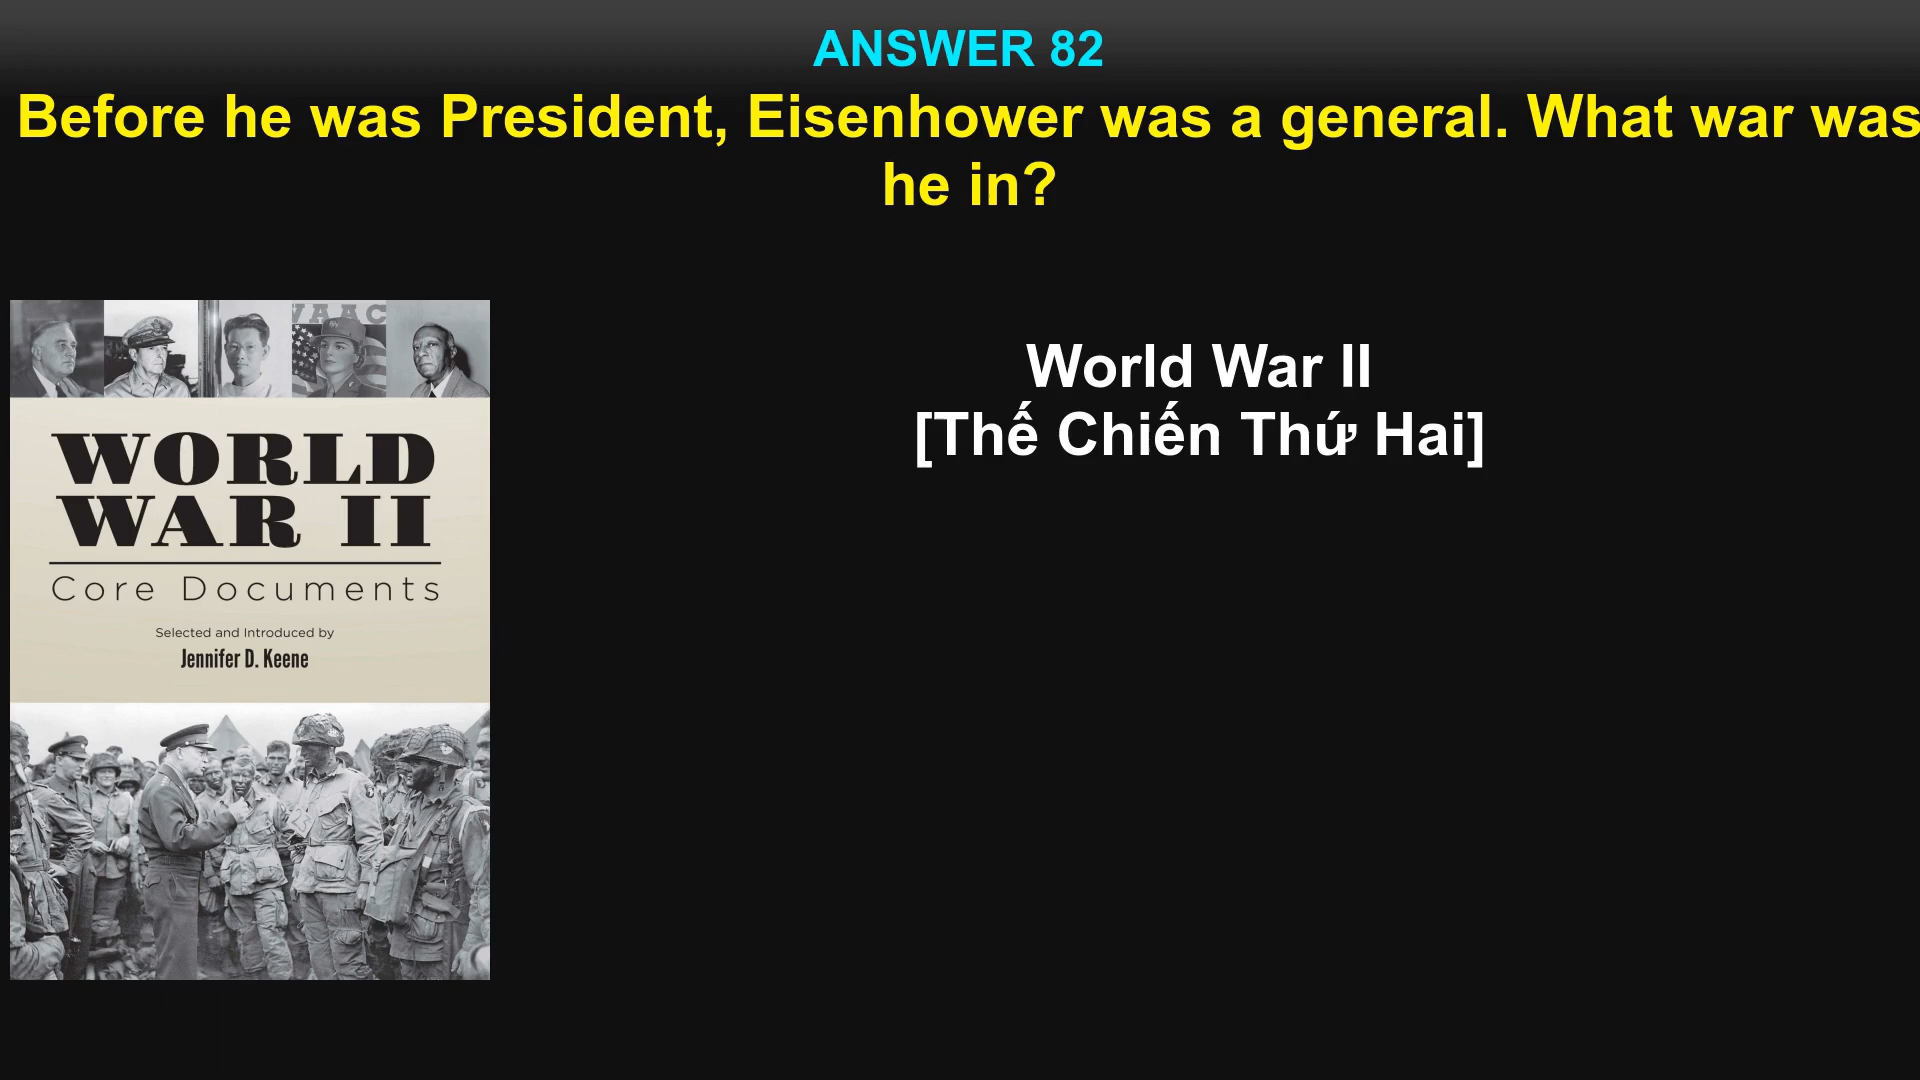 ANSWER 82
Before he was President, Eisenhower was a general. What war was
he in?
World War II
[Thế Chiến Thứ Hai]
WAAC
WORLD
WAR II
Core Documents
Selected and Introduced by
Jennifer D. Keene